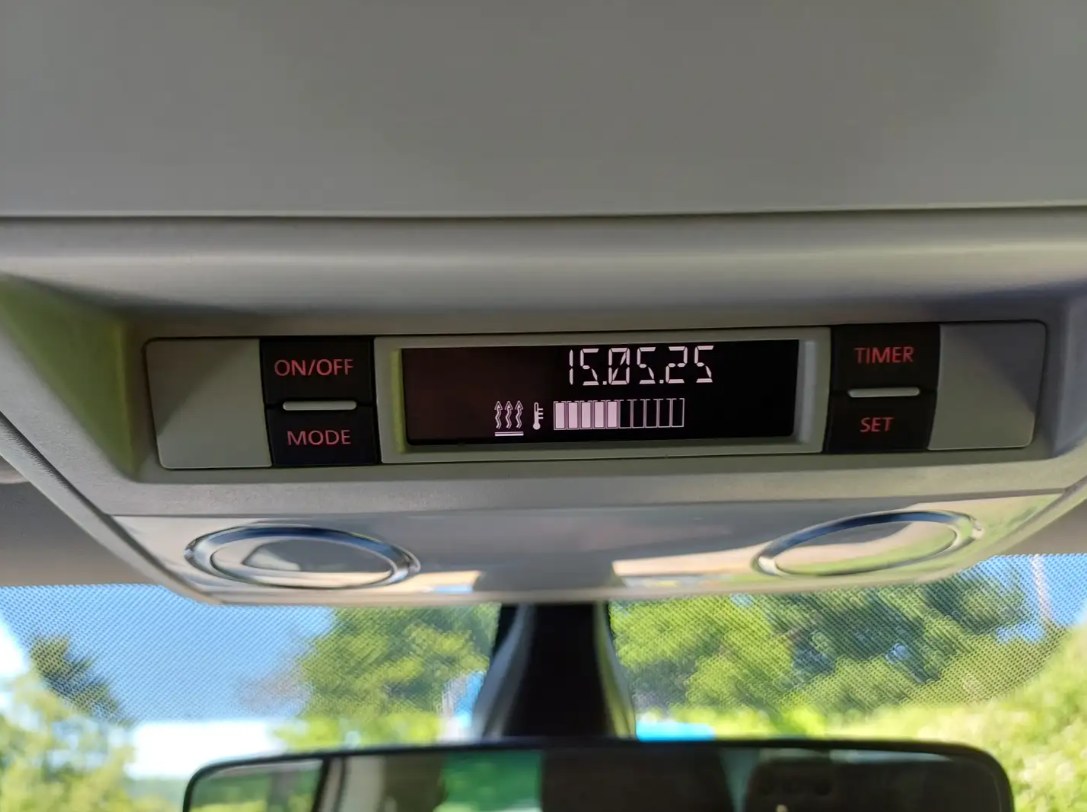 15.05.25
ON/OFF
MODE
TIMER
SET